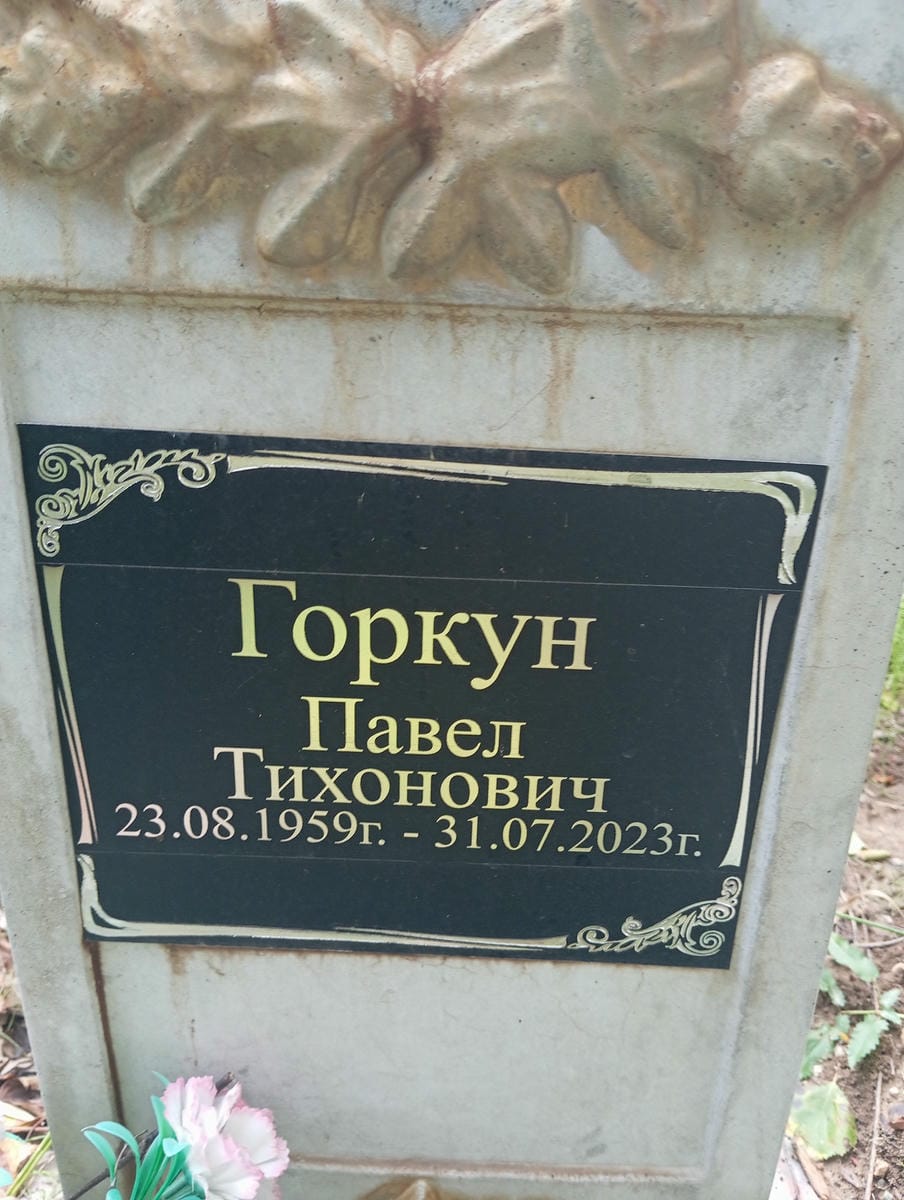 Горкун
Павел
Тихонович
23.08.1959г. - 31.07.2023г.